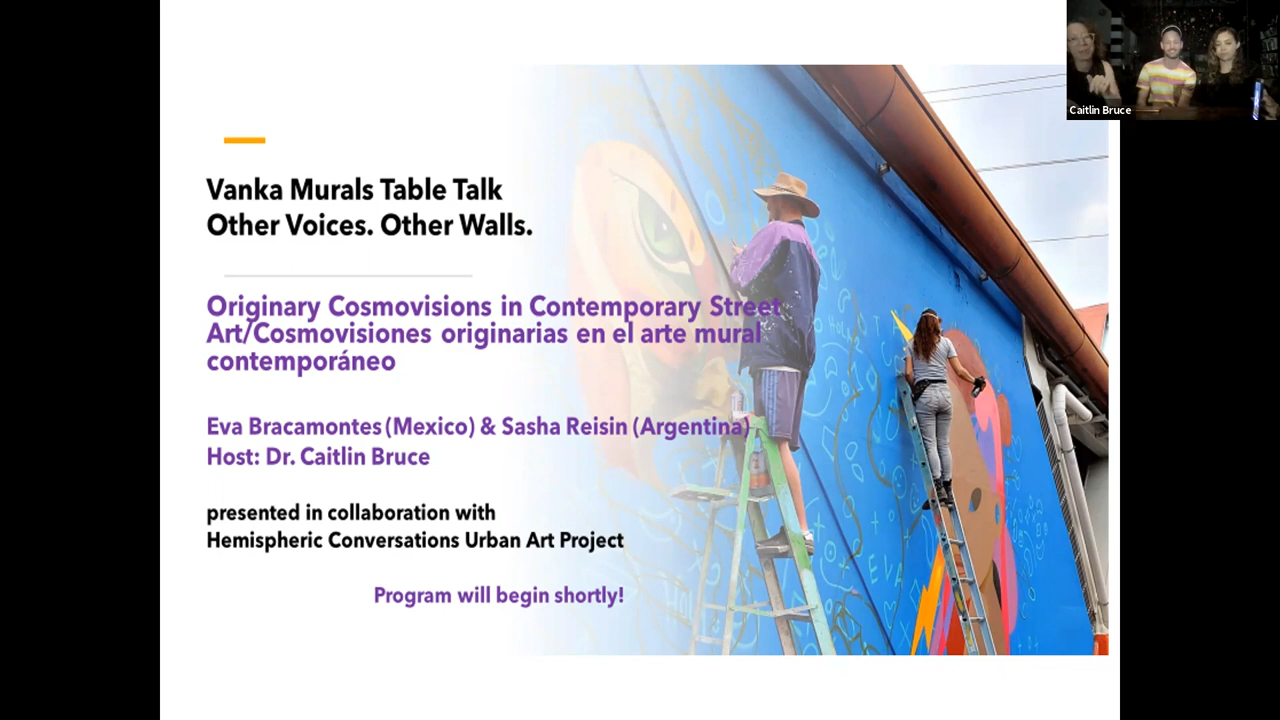 Caitlin Bruce
Vanka Murals Table Talk
Other Voices. Other Walls.
Originary Cosmovisions in Contemporary Street
Art/Cosmovisiones originarias en el arte mural
contemporáneo
Eva Bracamontes (Mexico) & Sasha Reisin (Argentina)
Host: Dr. Caitlin Bruce
presented in collaboration with
Hemispheric Conversations Urban Art Project
Program will begin shortly!
EVA